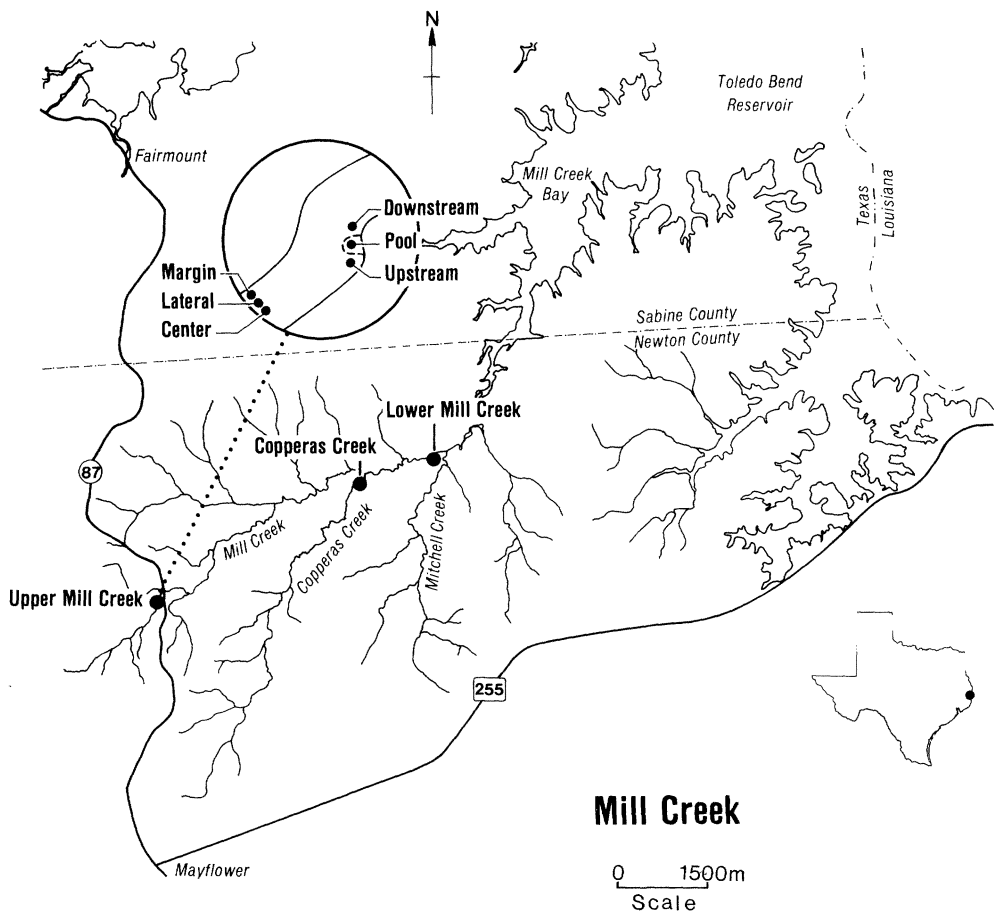 N
Toledo Bend
Reservoir
Fairmount
Mill Creek
Bay
Texas
Louisiana
Downstream
Pool
Upstream
Margin
Lateral
Center
Sabine County
Newton County
Lower Mill Creek
Copperas Creek
87
Mill Creek
Copperas Creek
Mitchell Creek
Upper Mill Creek
255
Mill Creek
Mayflower
0 1500m
Scale